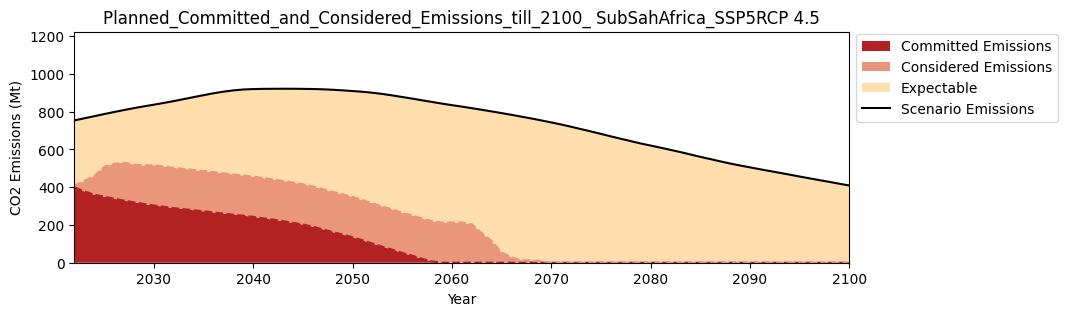 Planned_Committed_and_Considered_Emissions_till_2100_ SubSahAfrica_SSP5RCP 4.5
1200
1000
800
600
400
200
0
CO2 Emissions (Mt)
2030 2040 2050 2060 2070 2080 2090 2100
Year
Committed Emissions
Considered Emissions
Expectable
Scenario Emissions